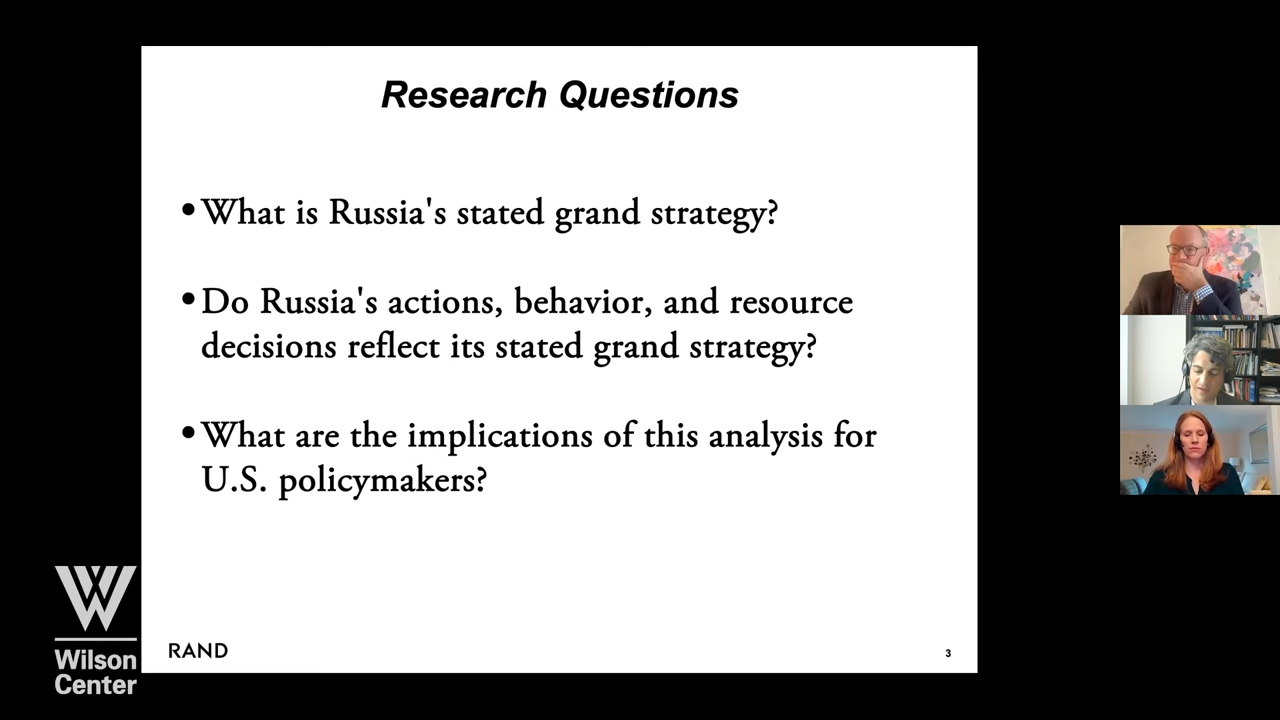 Research Questions
•What is Russia's stated grand strategy?
•Do Russia's actions, behavior, and resource
decisions reflect its stated grand strategy?
•What are the implications of this analysis for
U.S. policymakers?
RAND
3
Wilson
Center